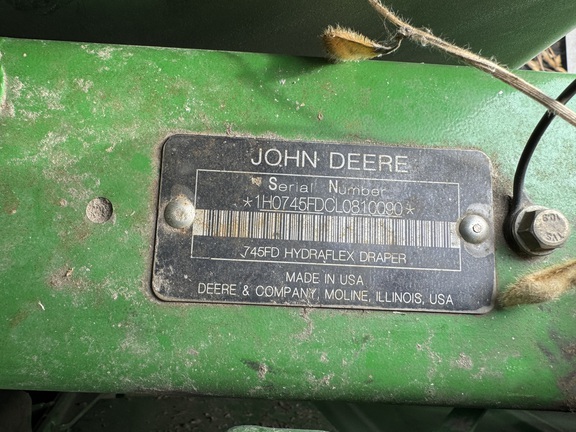 JOHN DEERE
Serial Number
*1H0745FDCL0810090*
745FD HYDRAFLEX DRAPER
MADE IN USA
DEERE & COMPANY, MOLINE, ILLINOIS, USA